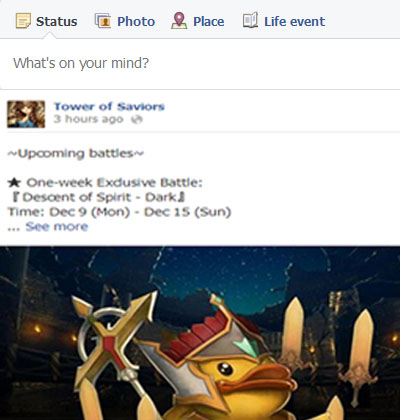 Status Photo Place Life event
What's on your mind?
Tower of Saviors
3 hours ago
~Upcoming battles~
★ One-week Exclusive Battle:
『Descent of Spirit - Dark』
Time: Dec 9 (Mon) - Dec 15 (Sun)
... See more